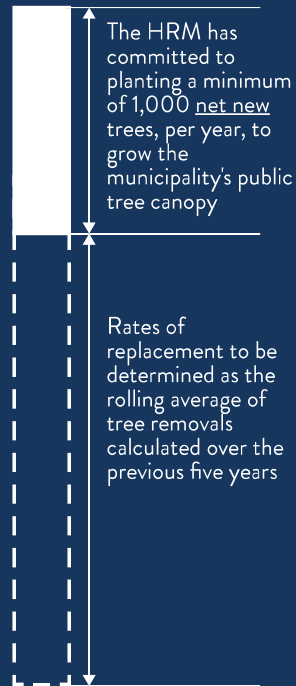 The HRM has
committed to
planting a minimum
of 1,000 net new
trees, per year, to
grow the
municipality's public
tree canopy
Rates of
replacement to be
determined as the
rolling average of
tree removals
calculated over the
previous five years